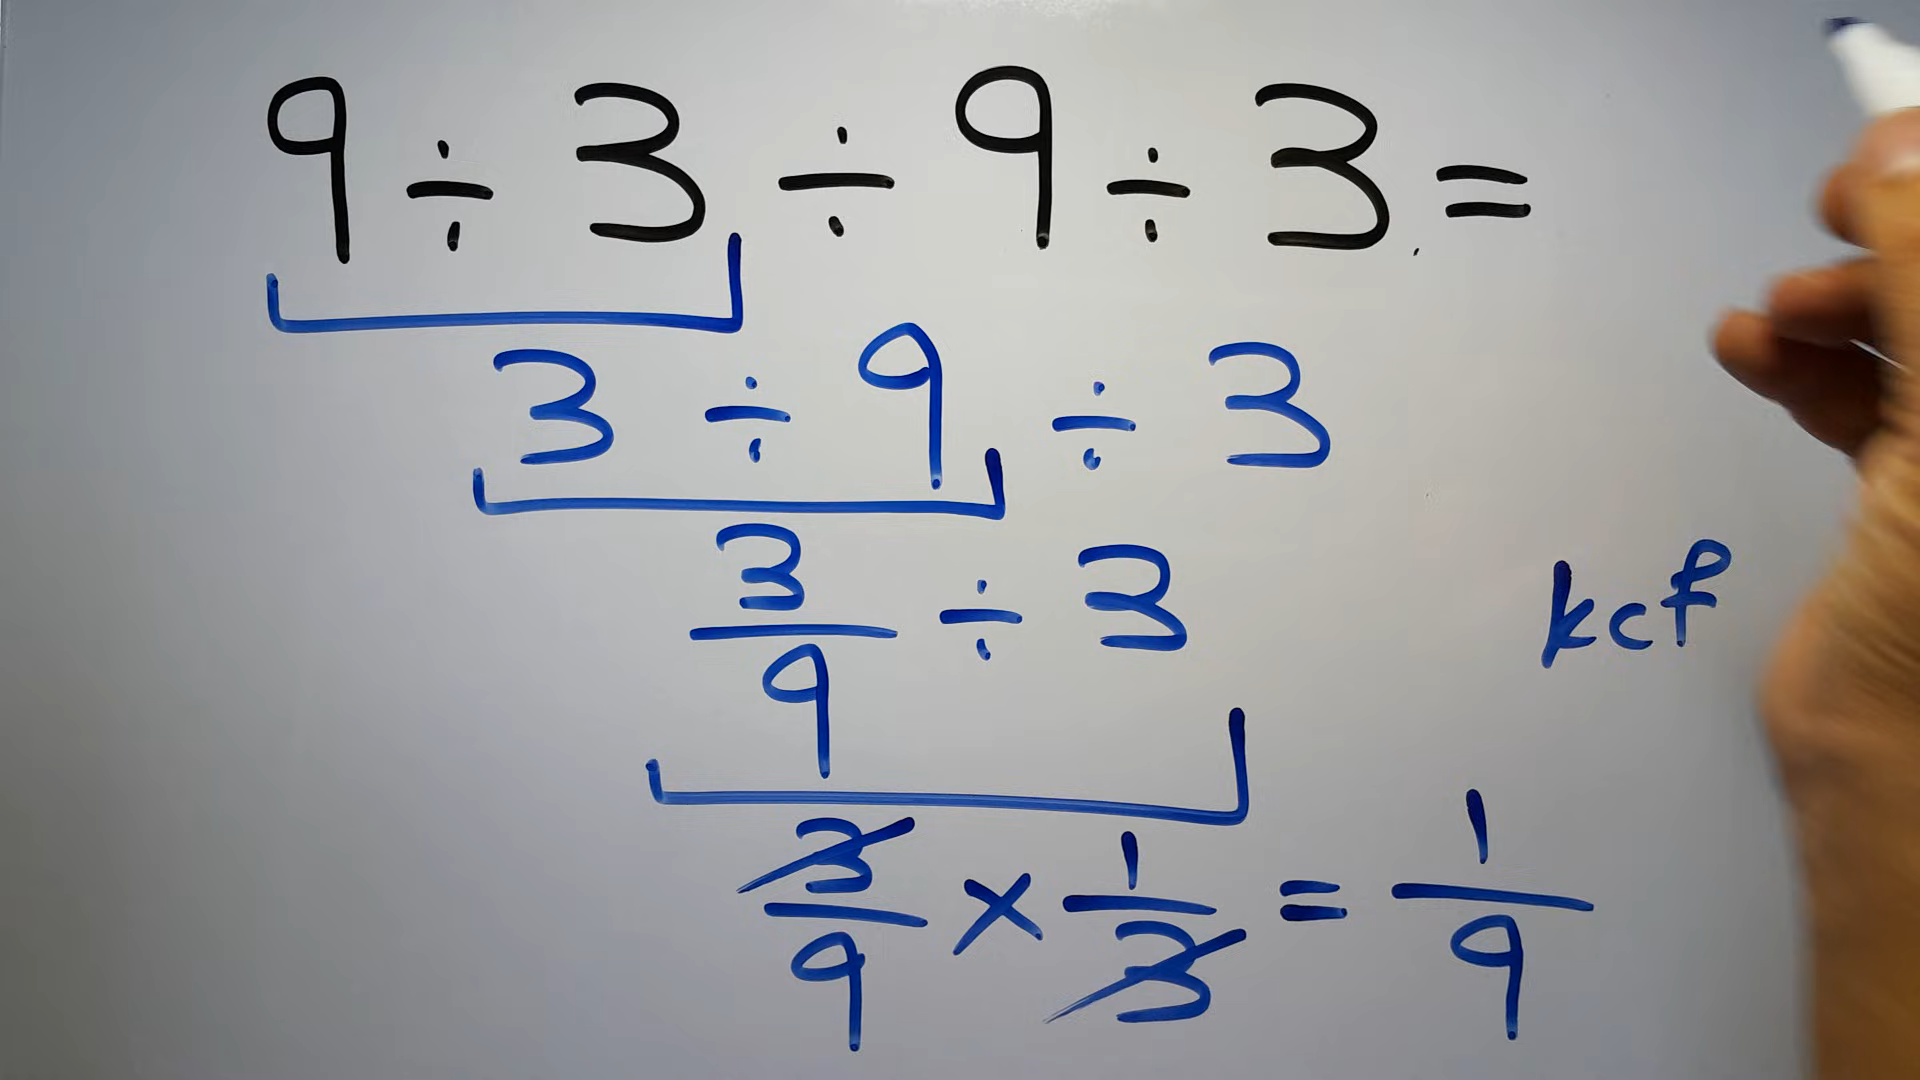 9 ÷ 3 ÷ 9 ÷ 3 =
3 ÷ 9 ÷ 3
3/9 ÷ 3
kcf
3/9 × 1/3 = 1/9